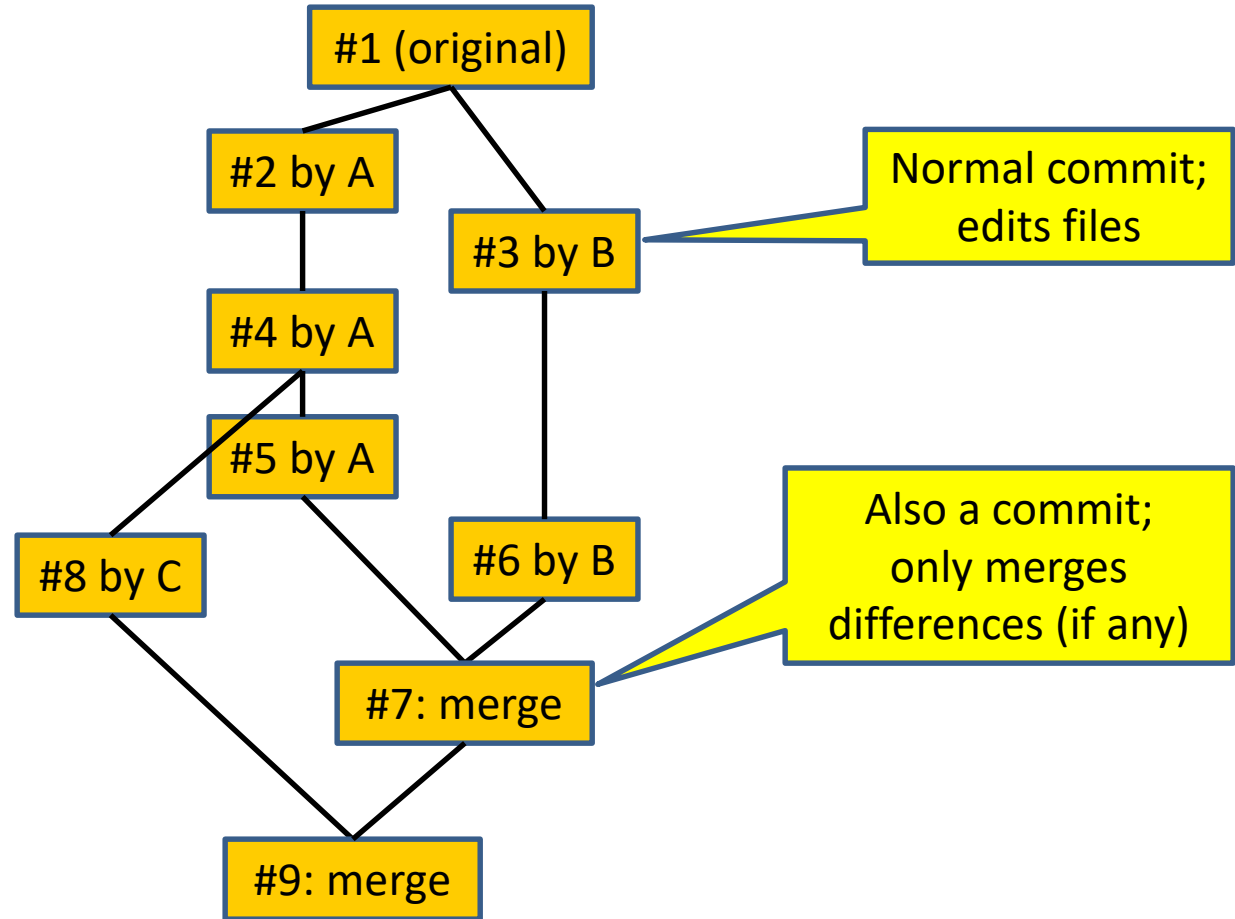 #1 (original)
#2 by A
Normal commit;
edits files
#3 by B
#4 by A
#5 by A
Also a commit;
only merges
differences (if any)
#8 by C
#6 by B
#7: merge
#9: merge